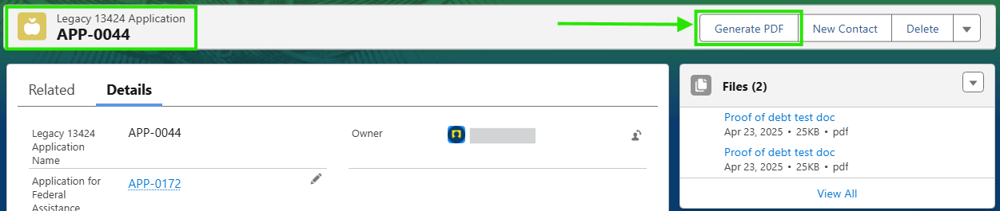 Legacy 13424 Application
APP-0044
Generate PDF
New Contact
Delete
Related
Details
Legacy 13424
Application
Name
APP-0044
Owner
Application for
Federal
Assistance
APP-0172
Files (2)
Proof of debt test doc
Apr 23, 2025 • 25KB • pdf
Proof of debt test doc
Apr 23, 2025 • 25KB • pdf
View All